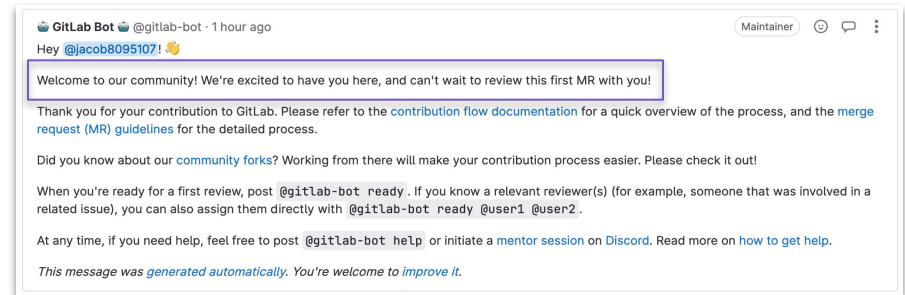 🤖 GitLab Bot 🤖 @gitlab-bot · 1 hour ago Maintainer
Hey @jacob8095107! 👋
Welcome to our community! We're excited to have you here, and can't wait to review this first MR with you!
Thank you for your contribution to GitLab. Please refer to the contribution flow documentation for a quick overview of the process, and the merge
request (MR) guidelines for the detailed process.
Did you know about our community forks? Working from there will make your contribution process easier. Please check it out!
When you're ready for a first review, post @gitlab-bot ready. If you know a relevant reviewer(s) (for example, someone that was involved in a
related issue), you can also assign them directly with @gitlab-bot ready @user1 @user2.
At any time, if you need help, feel free to post @gitlab-bot help or initiate a mentor session on Discord. Read more on how to get help.
This message was generated automatically. You're welcome to improve it.